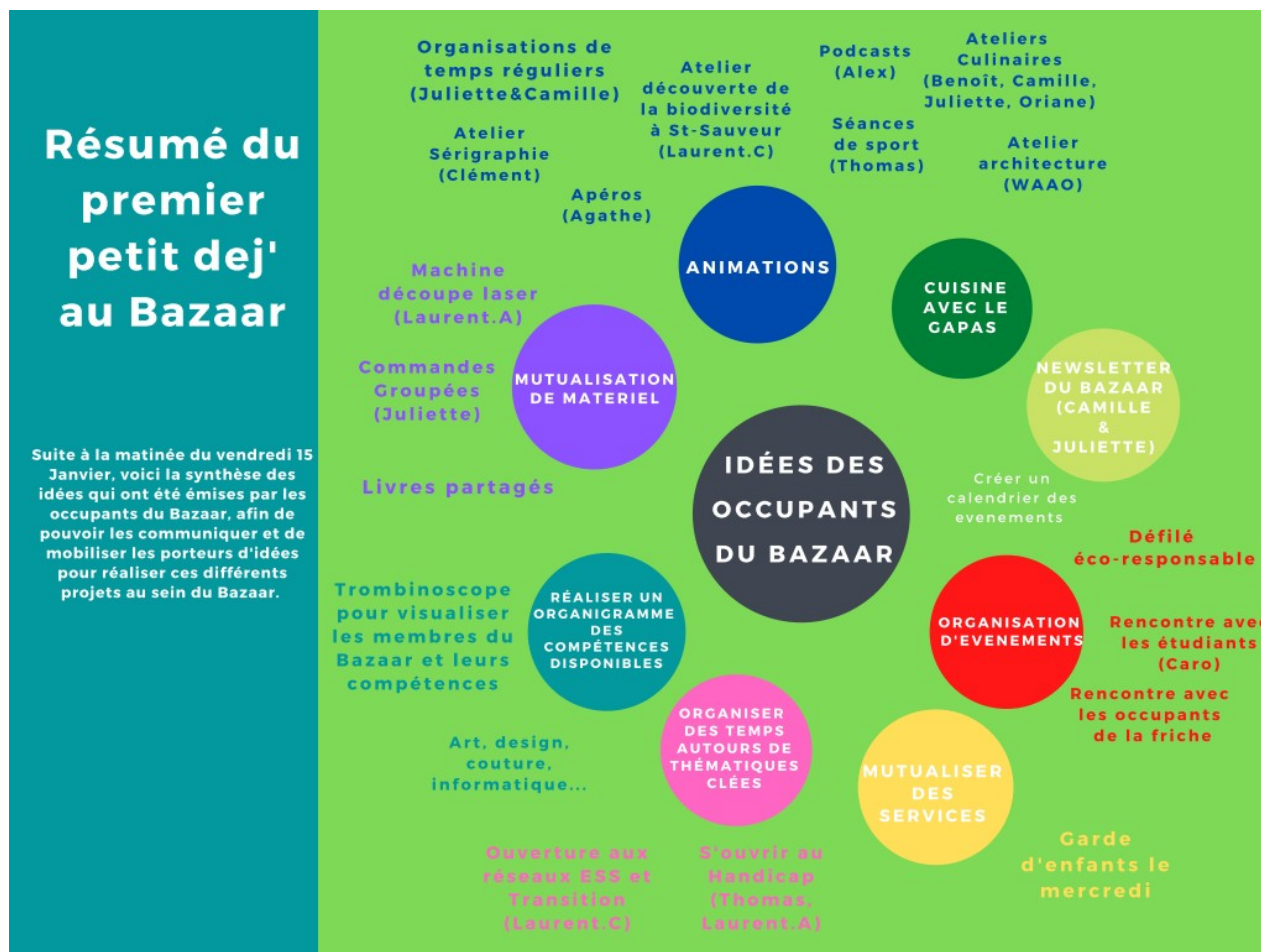 Résumé du
premier
petit dej'
au Bazaar
Suite à la matinée du vendredi 15
Janvier, voici la synthèse des
idées qui ont été émises par les
occupants du Bazaar, afin de
pouvoir les communiquer et de
mobiliser les porteurs d'idées
pour réaliser ces différents
projets au sein du Bazaar.
Organisations de
temps réguliers
(Juliette&Camille)
Atelier
découverte de
la biodiversité
à St-Sauveur
(Laurent.C)
Podcasts
(Alex)
Ateliers
Culinaires
(Benoît, Camille,
Juliette, Oriane)
Atelier
Sérigraphie
(Clément)
Séances
de sport
(Thomas)
Atelier
architecture
(WAAO)
Apéros
(Agathe)
ANIMATIONS
CUISINE
AVEC LE
GAPAS
Machine
découpe laser
(Laurent.A)
Commandes
Groupées
(Juliette)
MUTUALISATION
DE MATERIEL
Livres partagés
NEWSLETTER
DU BAZAAR
(CAMILLE
&
JULIETTE)
IDÉES DES
OCCUPANTS
DU BAZAAR
Créer un
calendrier des
evenements
Défilé
éco-responsable
ORGANISATION
D'EVENEMENTS
Rencontre avec
les étudiants
(Caro)
Rencontre avec
les occupants
de la friche
Trombinoscope
pour visualiser
les membres du
Bazaar et leurs
compétences
RÉALISER UN
ORGANIGRAMME
DES
COMPÉTENCES
DISPONIBLES
Art, design,
couture,
informatique...
ORGANISER
DES TEMPS
AUTOURS DE
THÉMATIQUES
CLÉES
MUTUALISER
DES
SERVICES
Ouverture aux
réseaux ESS et
Transition
(Laurent.C)
S'ouvrir au
Handicap
(Thomas,
Laurent.A)
Garde
d'enfants le
mercredi